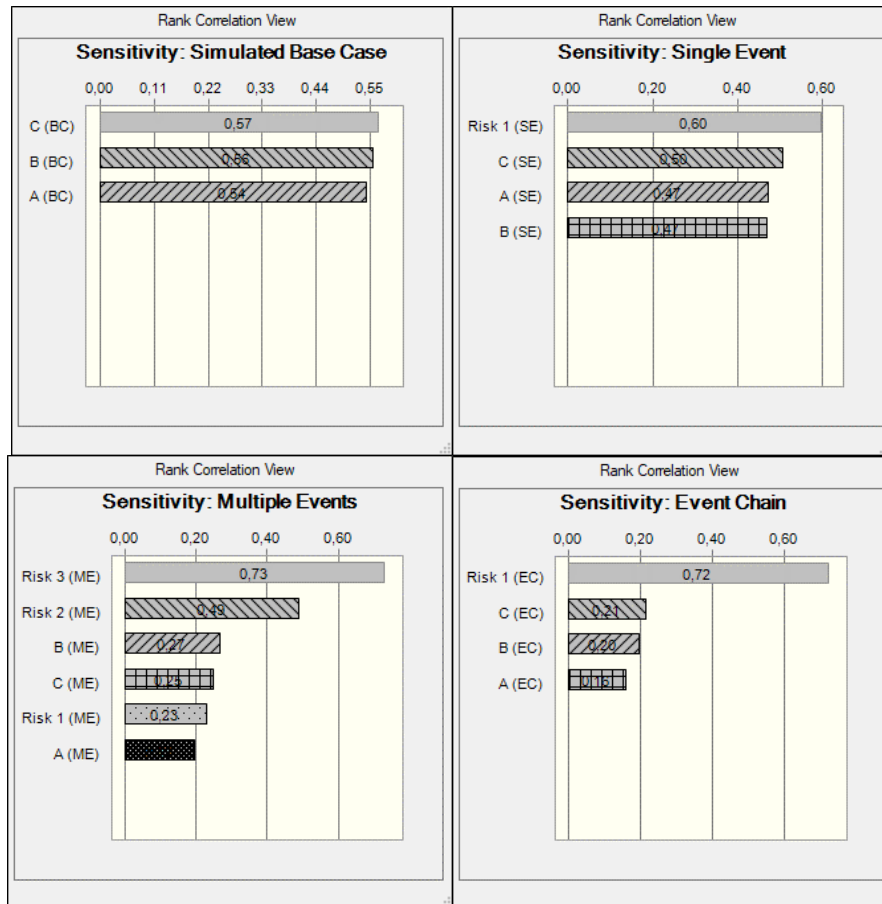 Rank Correlation View
Sensitivity: Simulated Base Case
0,00 0,11 0,22 0,33 0,44 0,55
C (BC) 0,57
B (BC) 0,56
A (BC) 0,54
Rank Correlation View
Sensitivity: Single Event
0,00 0,20 0,40 0,60
Risk 1 (SE) 0,60
C (SE) 0,50
A (SE) 0,47
B (SE) 0,47
Rank Correlation View
Sensitivity: Multiple Events
0,00 0,20 0,40 0,60
Risk 3 (ME) 0,73
Risk 2 (ME) 0,49
B (ME) 0,27
C (ME) 0,25
Risk 1 (ME) 0,23
A (ME)
Rank Correlation View
Sensitivity: Event Chain
0,00 0,20 0,40 0,60
Risk 1 (EC) 0,72
C (EC) 0,21
B (EC) 0,20
A (EC) 0,16